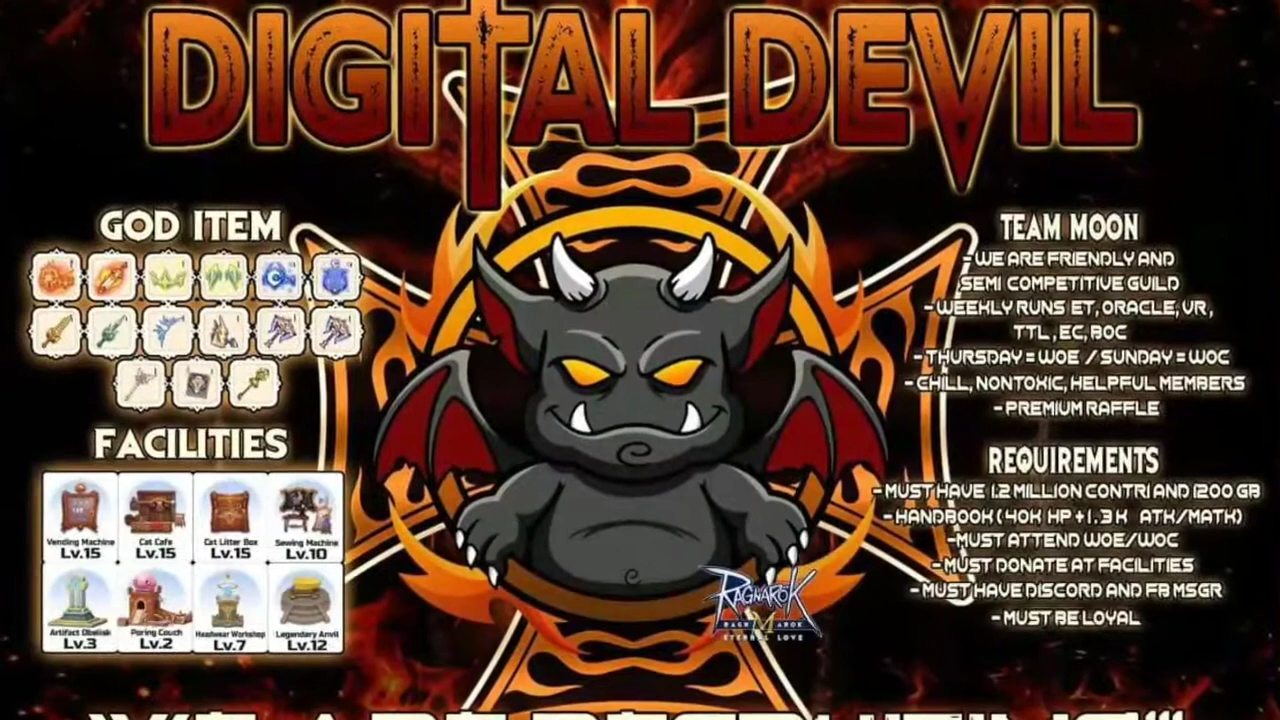 DIGITAL DEVIL
GOD ITEM
FACILITIES
Vending Machine
Lv.15
Cat Cafe
Lv.15
Cat Litter Box
Lv.15
Sewing Machine
Lv.10
Artifact Obelisk
Lv.3
Poring Couch
Lv.2
Headwear Workshop
Lv.7
Legendary Anvil
Lv.12
TEAM MOON
-WE ARE FRIENDLY AND
SEMI COMPETITIVE GUILD
-WEEKLY RUNS ET, ORACLE, VR,
TTL, EC, BOC
-THURSDAY=WOE / SUNDAY=WOC
-CHILL, NONTOXIC, HELPFUL MEMBERS
-PREMIUM RAFFLE
REQUIREMENTS
-MUST HAVE 1.2 MILLION CONTRI AND 1200 GB
-HANDBOOK (40K HP +1.3K ATK/MATK)
-MUST ATTEND WOE/WOC
-MUST DONATE AT FACILITIES
-MUST HAVE DISCORD AND FB MSGR
-MUST BE LOYAL
RAGNAROK
M
ETERNAL LOVE
WE ARE RECRUITING!!!